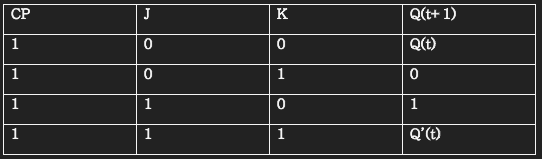 CP J K Q(t+ 1)
1 0 0 Q(t)
1 0 1 0
1 1 0 1
1 1 1 Q’(t)